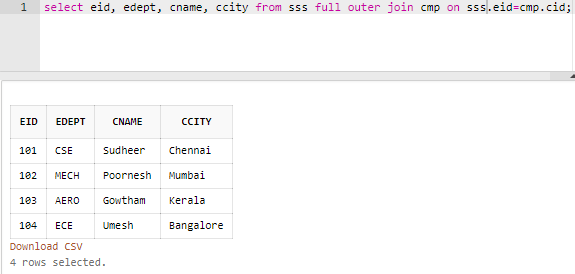 1 select eid, edept, cname, ccity from sss full outer join cmp on sss.eid=cmp.cid;
EID EDEPT CNAME CCITY
101 CSE Sudheer Chennai
102 MECH Poornesh Mumbai
103 AERO Gowtham Kerala
104 ECE Umesh Bangalore
Download CSV
4 rows selected.